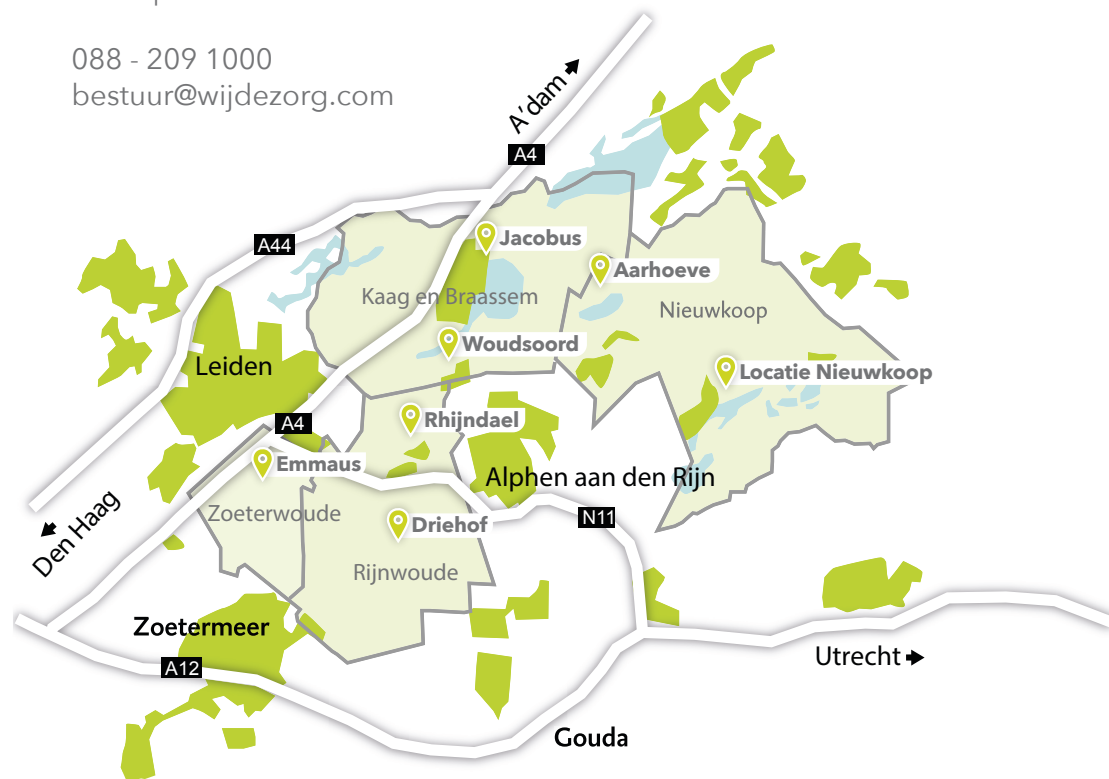 088 - 209 1000
bestuur@wijdezorg.com
A'dam
A4
A44
Jacobus
Aarhoeve
Kaag en Braassem
Nieuwkoop
Woudsoord
Leiden
Locatie Nieuwkoop
A4
Rhijndael
Emmaus
Alphen aan den Rijn
Den Haag
Zoeterwoude
Driehof
N11
Rijnwoude
Zoetermeer
A12
Utrecht
Gouda